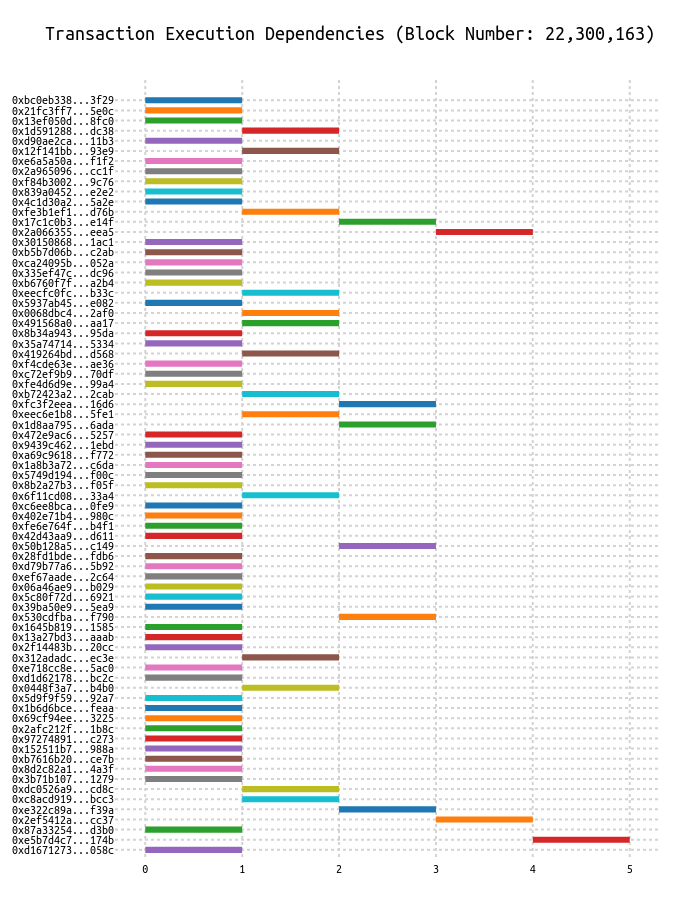 Transaction Execution Dependencies (Block Number: 22,300,163)
0xbc0eb338...3f29
0x21fc3ff7...5e0c
0x13ef050d...8fc0
0x1d591288...dc38
0xd90ae2ca...11b3
0x12f141bb...93e9
0xe6a5a50a...f1f2
0x2a965096...cc1f
0xf84b3002...9c76
0x839a0452...e2e2
0x4c1d30a2...5a2e
0xfe3b1ef1...d76b
0x17c1c0b3...e14f
0x2a066355...eea5
0x30150868...1ac1
0xb5b7d06b...c2ab
0xca24095b...052a
0x335ef47c...dc96
0xb6760f7f...a2b4
0xeecfc0fc...b33c
0x5937ab45...e082
0x0068dbc4...2af0
0x491568a0...aa17
0x8b34a943...95da
0x35a74714...5334
0x419264bd...d568
0xf4cde63e...ae36
0xc72ef9b9...70df
0xfe4d6d9e...99a4
0xb72423a2...2cab
0xfc3f2eea...16d6
0xeec6e1b8...5fe1
0x1d8aa795...6ada
0x472e9ac6...5257
0x9439c462...1ebd
0xa69c9618...f772
0x1a8b3a72...c6da
0x5749d194...f00c
0x8b2a27b3...f05f
0x6f11cd08...33a4
0xc6ee8bca...0fe9
0x402e71b4...980c
0xfe6e764f...b4f1
0x42d43aa9...d611
0x50b128a5...c149
0x28fd1bde...fdb6
0xd79b77a6...5b92
0xef67aade...2c64
0x06a46ae9...b029
0x5c80f72d...6921
0x39ba50e9...5ea9
0x530cdfba...f790
0x1645b819...1585
0x13a27bd3...aaab
0x2f14483b...20cc
0x312adadc...ec3e
0xe718cc8e...5ac0
0xd1d62178...bc2c
0x0448f3a7...b4b0
0x5d9f9f59...92a7
0x1b6d6bce...feaa
0x69cf94ee...3225
0x2afc212f...1b8c
0x97274891...c273
0x152511b7...988a
0xb7616b20...ce7b
0x8d2c82a1...4a3f
0x3b71b107...1279
0xdc0526a9...cd8c
0xc8acd919...bcc3
0xe322c89a...f39a
0x2ef5412a...cc37
0x87a33254...d3b0
0xe5b7d4c7...174b
0xd1671273...058c
0 1 2 3 4 5